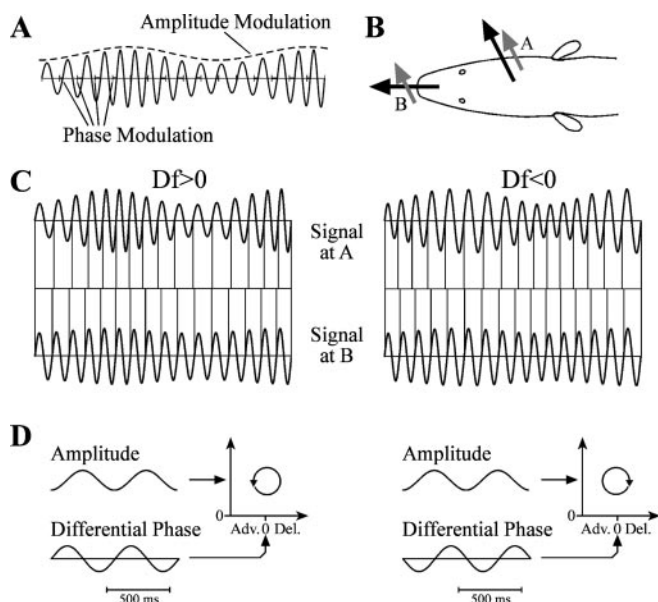 A
Amplitude Modulation
Phase Modulation
B
A
B
C
Df>0
Df<0
Signal
at A
Signal
at B
D
Amplitude
0
Adv. 0 Del.
Differential Phase
500 ms
Amplitude
0
Adv. 0 Del.
Differential Phase
500 ms